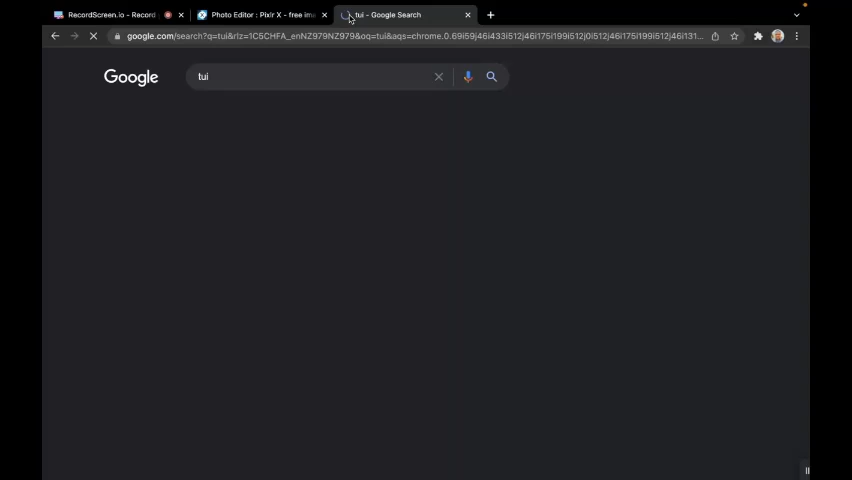 RecordScreen.io - Record
Photo Editor : Pixlr X - free ima
tui - Google Search
google.com/search?q=tui&rlz=1C5CHFA_enNZ979NZ979&oq=tui&aqs=chrome.0.69i59j46i433i512j46i175i199i512j0i512j46i175i199i512j46i131...
Google
tui